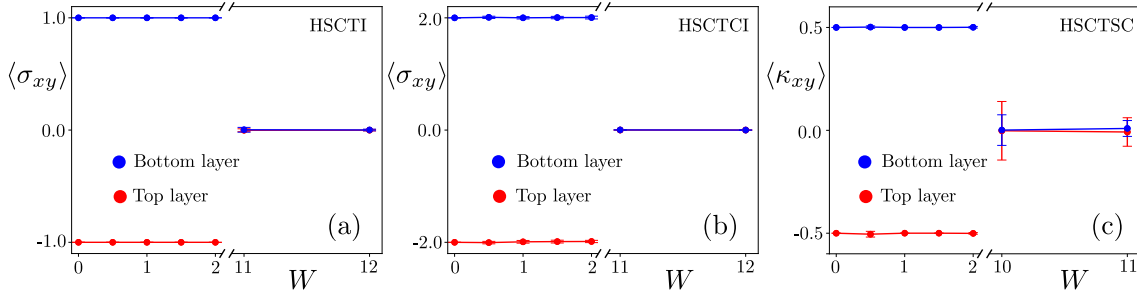 1.0
HSCTI
⟨σxy⟩
0.0
Bottom layer
Top layer
(a)
-1.0
0 1 2 11 12
W
2.0
HSCTCI
⟨σxy⟩
0.0
Bottom layer
Top layer
(b)
-2.0
0 1 2 11 12
W
0.5
HSCTSC
⟨κxy⟩
0.0
Bottom layer
Top layer
(c)
-0.5
0 1 2 10 11
W